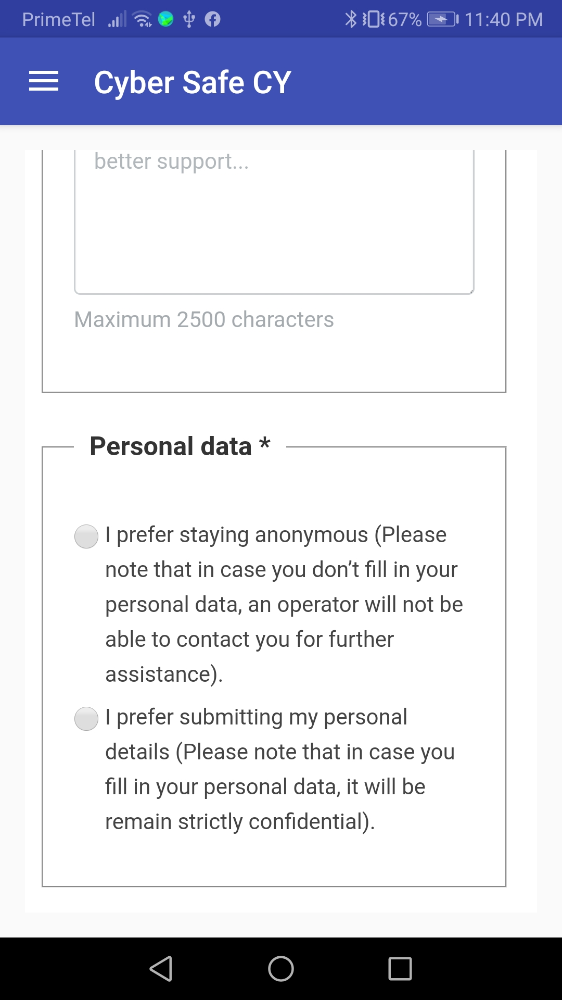 PrimeTel 67% 11:40 PM
Cyber Safe CY
better support...
Maximum 2500 characters
Personal data *
I prefer staying anonymous (Please
note that in case you don’t fill in your
personal data, an operator will not be
able to contact you for further
assistance).
I prefer submitting my personal
details (Please note that in case you
fill in your personal data, it will be
remain strictly confidential).